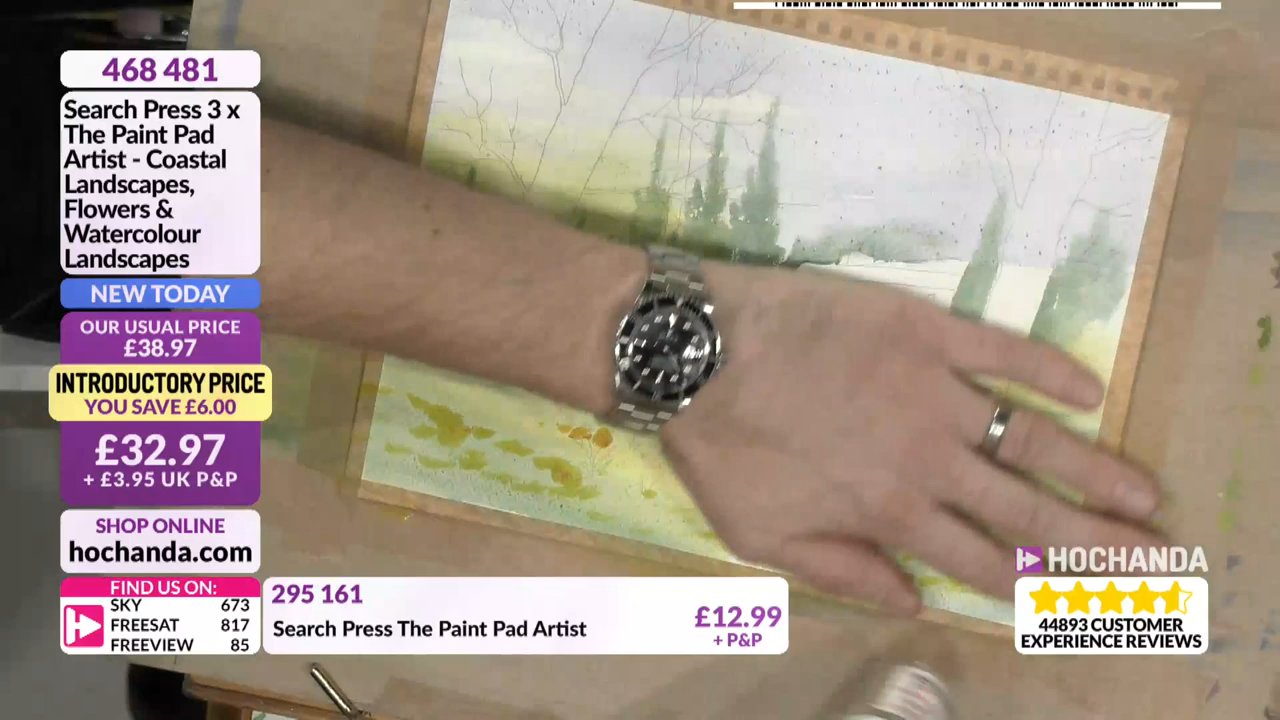 468 481
Search Press 3 x
The Paint Pad
Artist - Coastal
Landscapes,
Flowers &
Watercolour
Landscapes
NEW TODAY
OUR USUAL PRICE
£38.97
INTRODUCTORY PRICE
YOU SAVE £6.00
£32.97
+ £3.95 UK P&P
SHOP ONLINE
hochanda.com
FIND US ON:
SKY 673
FREESAT 817
FREEVIEW 85
295 161
Search Press The Paint Pad Artist
£12.99
+ P&P
HOCHANDA
44893 CUSTOMER
EXPERIENCE REVIEWS